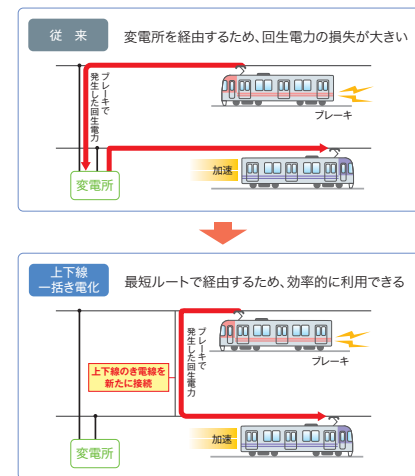 従 来
変電所を経由するため、回生電力の損失が大きい
ブレーキで
発生した回生電力
ブレーキ
加速
変電所
上下線
一括き電化
最短ルートで経由するため、効率的に利用できる
ブレーキで
発生した回生電力
ブレーキ
上下線のき電線を
新たに接続
加速
変電所